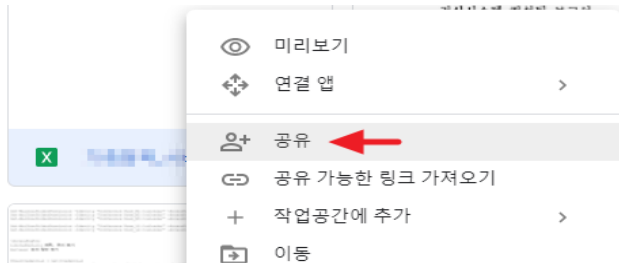 미리보기
연결 앱
공유
공유 가능한 링크 가져오기
작업공간에 추가
이동